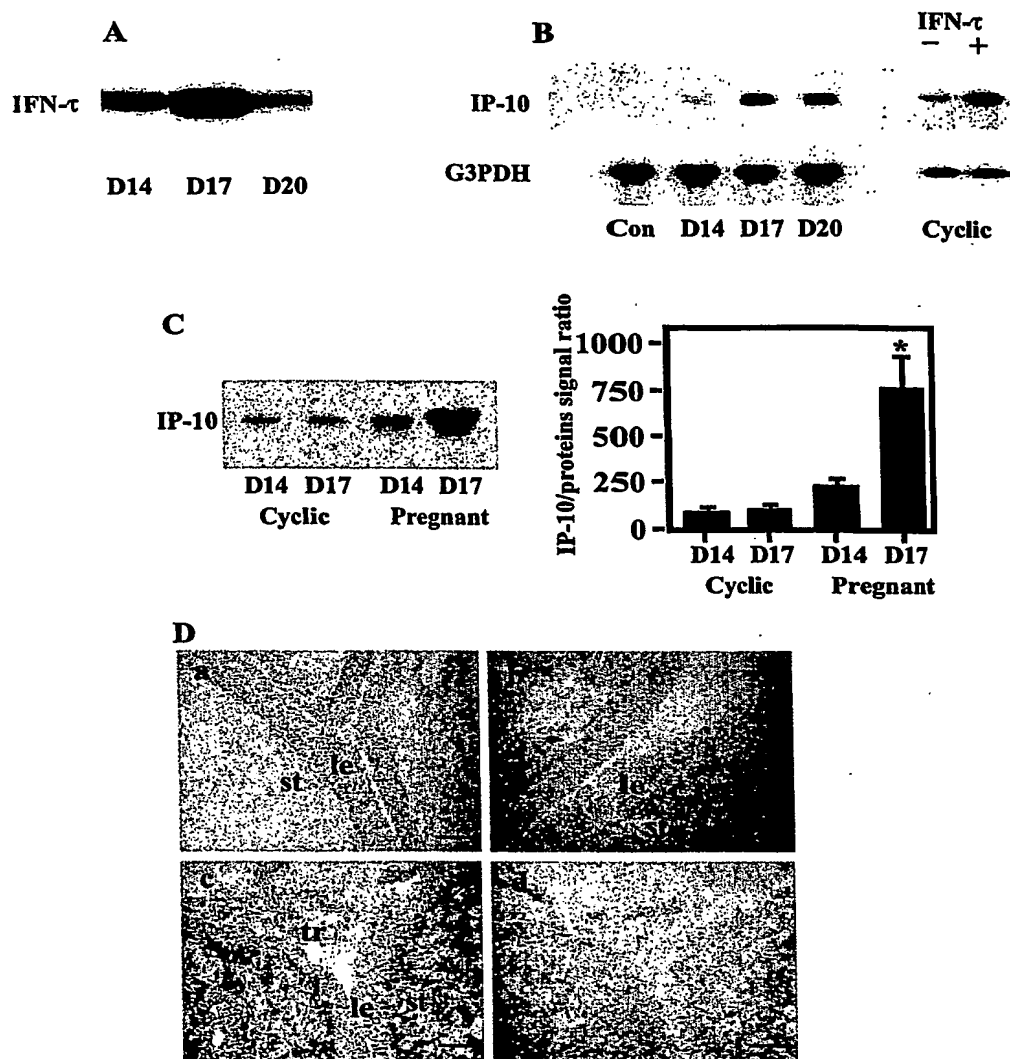 A
IFN-τ
D14 D17 D20
B
IFN-τ
− +
IP-10
G3PDH
Con D14 D17 D20
Cyclic
C
IP-10
D14 D17 D14 D17
Cyclic Pregnant
IP-10/proteins signal ratio
1000
750
500
250
0
*
D14 D17 D14 D17
Cyclic Pregnant
D
a
st le
le
st
c
tr
le st
d